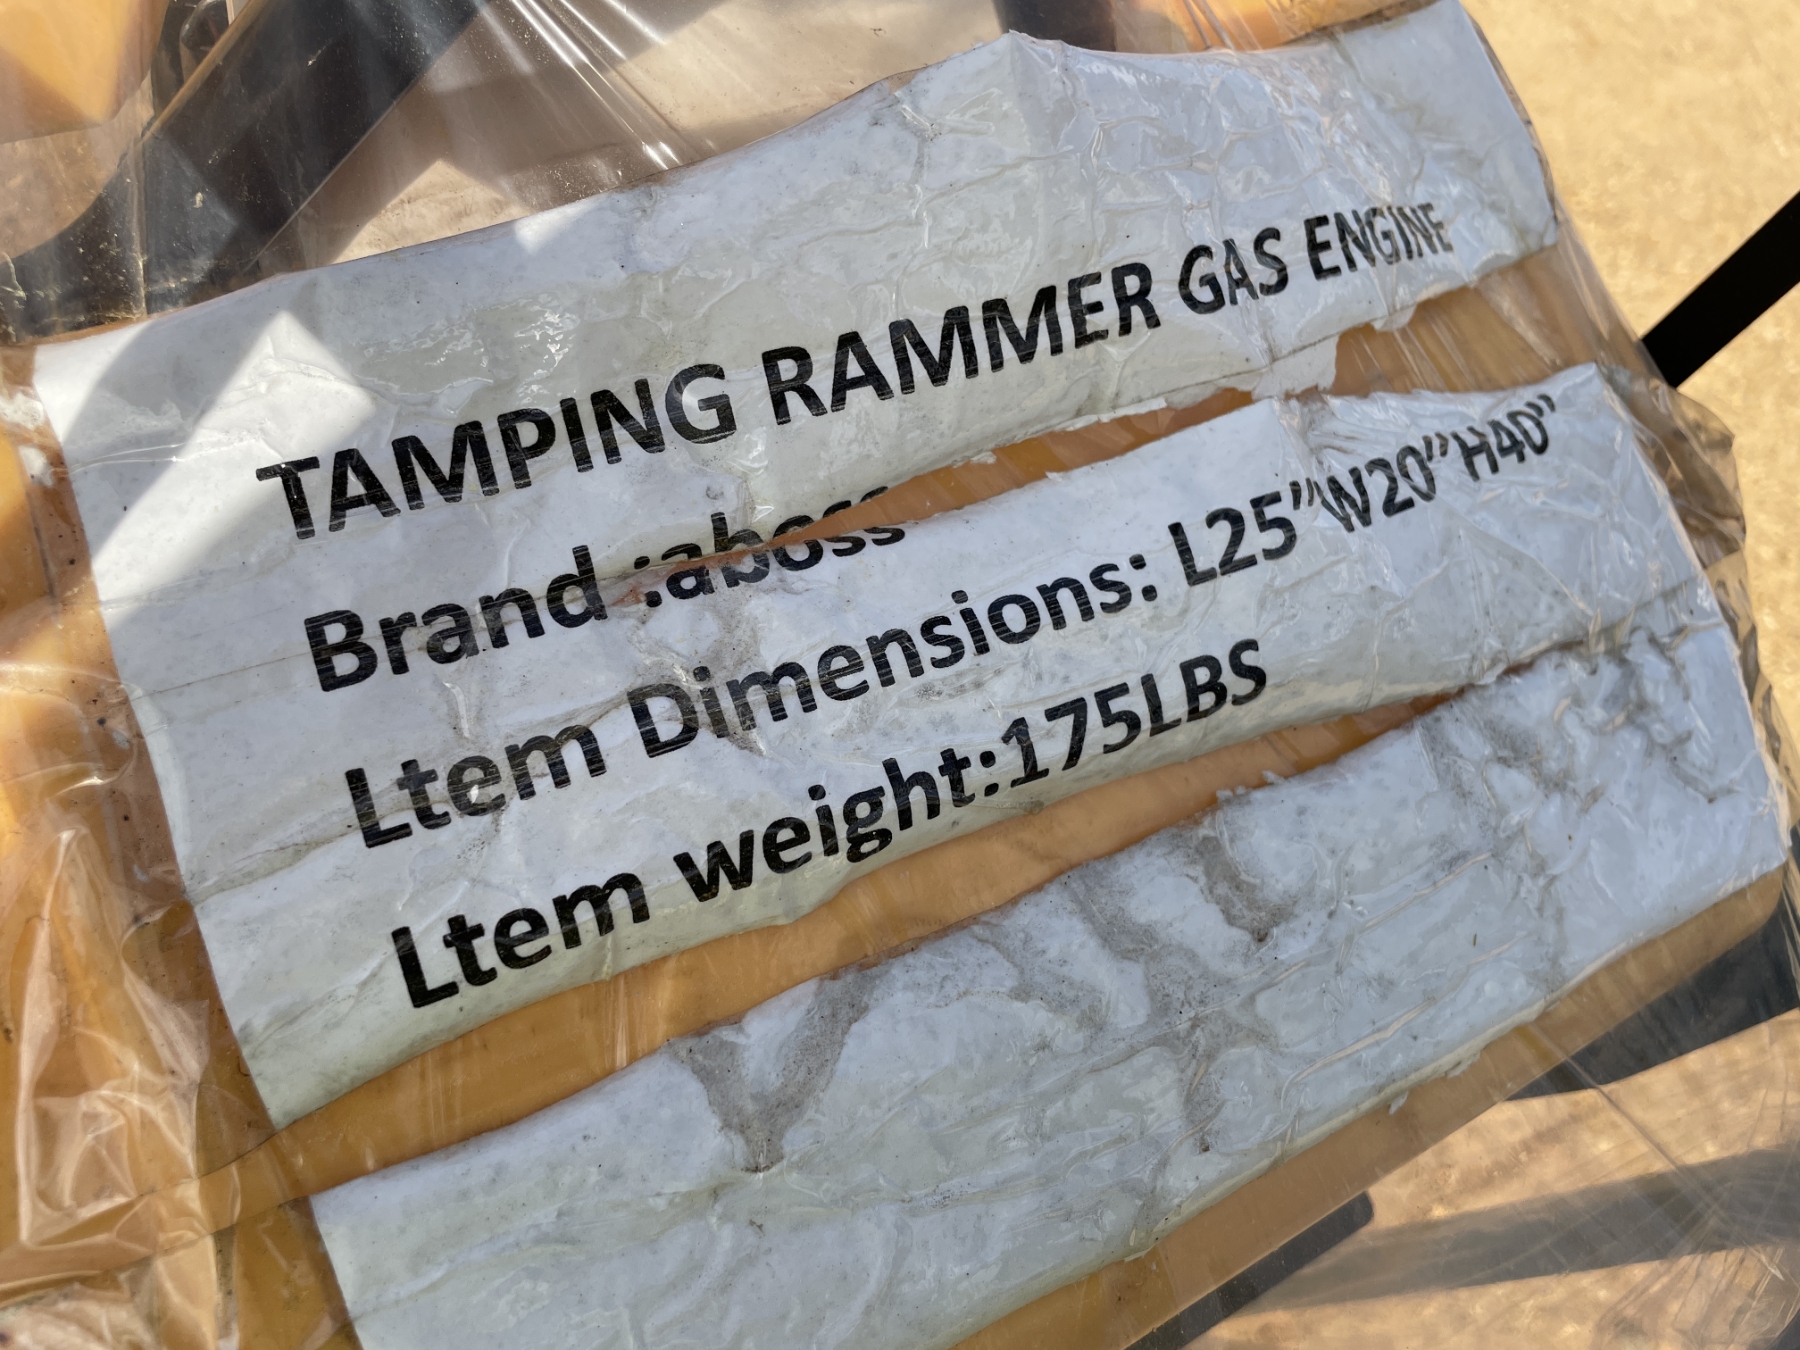 TAMPING RAMMER GAS ENGINE
Brand :aboss
Ltem Dimensions: L25"W20"H40"
Ltem weight:175LBS